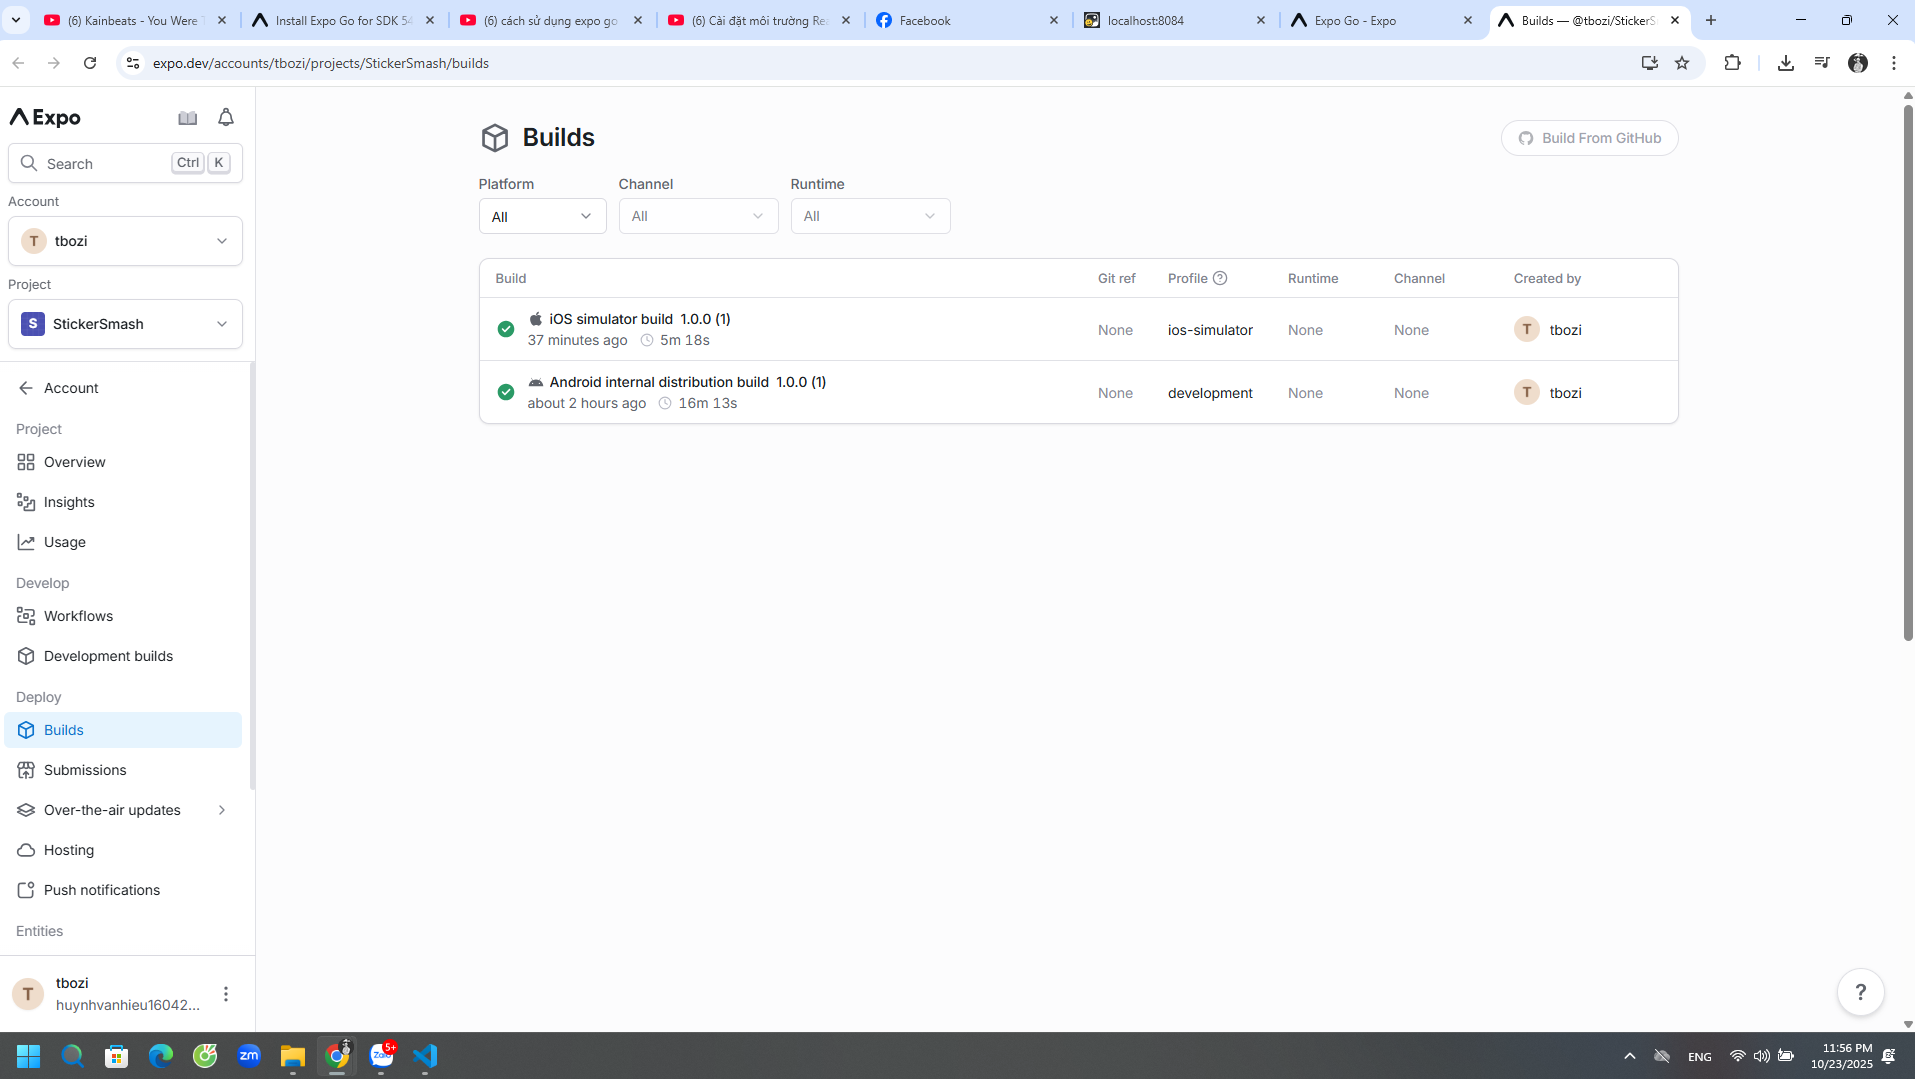 (6) Kainbeats - You Were
Install Expo Go for SDK 54
(6) cách sử dụng expo go
(6) Cài đặt môi trường Rea
Facebook
localhost:8084
Expo Go - Expo
Builds — @tbozi/StickerS
expo.dev/accounts/tbozi/projects/StickerSmash/builds
Expo
Search Ctrl K
Account
T tbozi
Project
S StickerSmash
Account
Project
Overview
Insights
Usage
Develop
Workflows
Development builds
Deploy
Builds
Submissions
Over-the-air updates
Hosting
Push notifications
Entities
T tbozi
huynhvanhieu16042...
Builds
Build From GitHub
Platform Channel Runtime
All All All
Build Git ref Profile Runtime Channel Created by
iOS simulator build 1.0.0 (1)
37 minutes ago 5m 18s
None ios-simulator None None T tbozi
Android internal distribution build 1.0.0 (1)
about 2 hours ago 16m 13s
None development None None T tbozi
?
zm
Zalo
5+
ENG
11:56 PM
10/23/2025